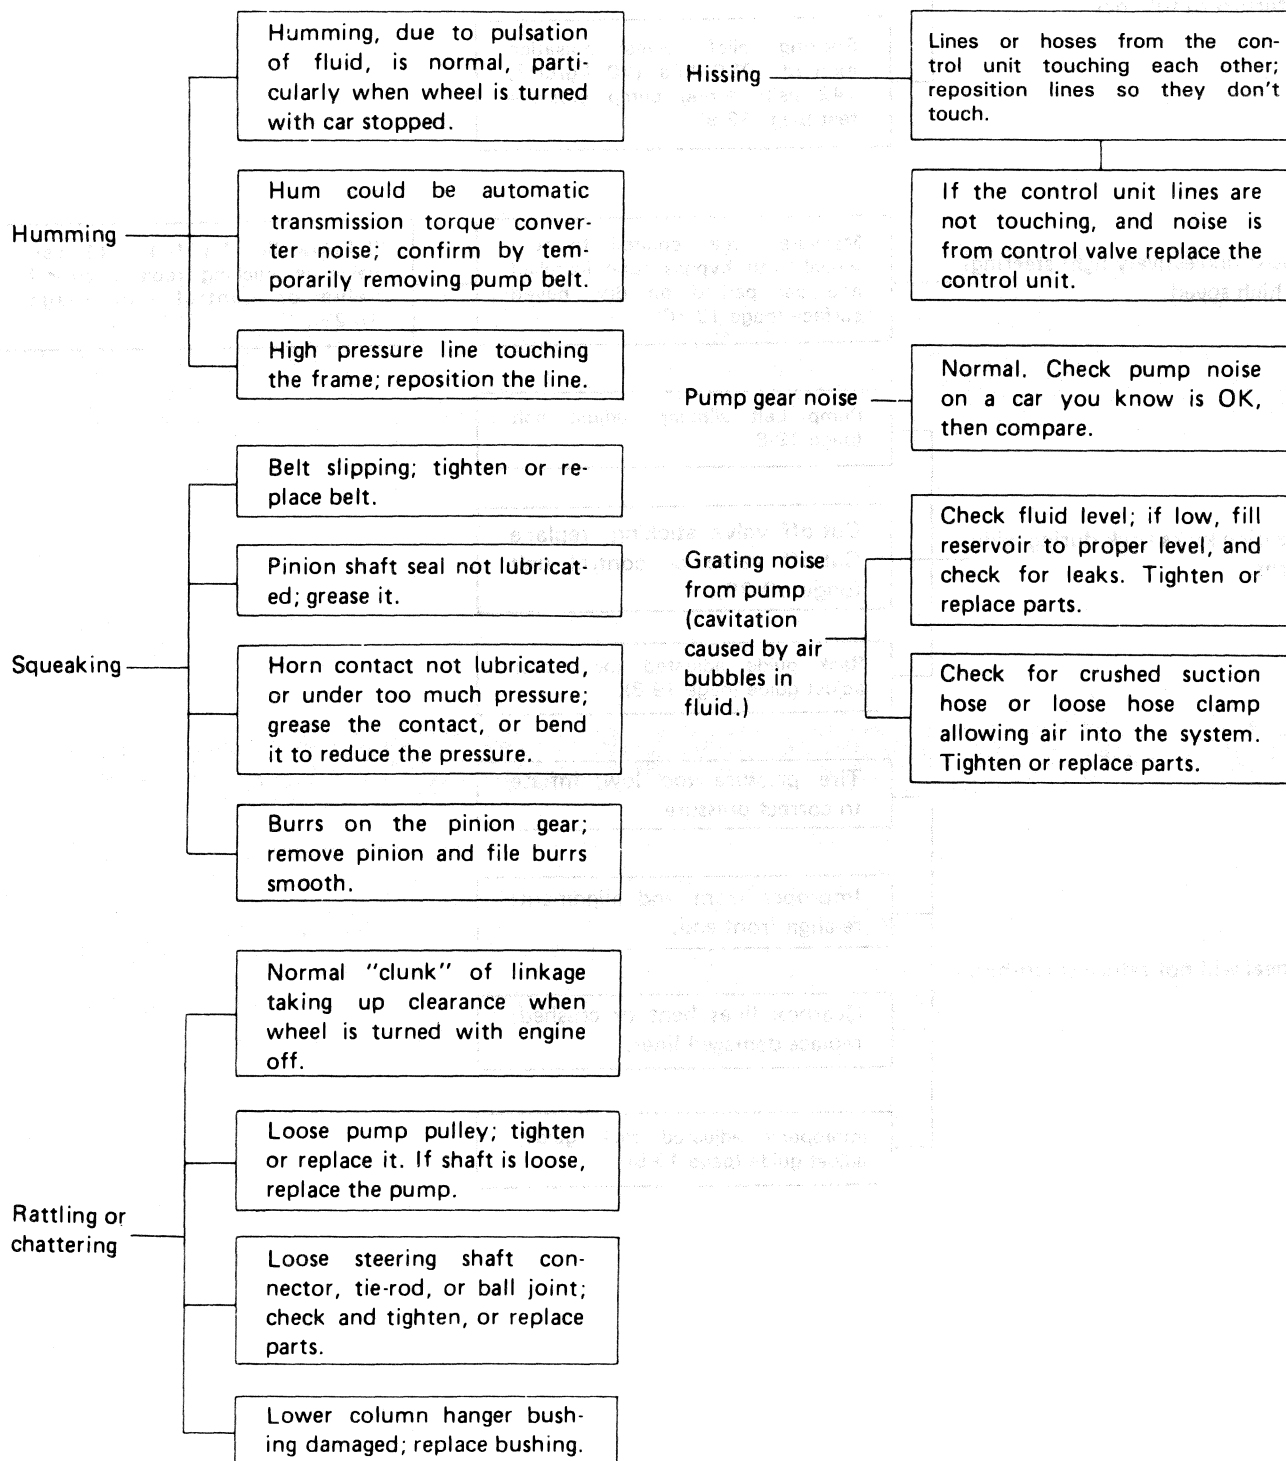 Humming
Humming, due to pulsation
of fluid, is normal, parti-
cularly when wheel is turned
with car stopped.
Hum could be automatic
transmission torque conver-
ter noise; confirm by tem-
porarily removing pump belt.
High pressure line touching
the frame; reposition the line.
Squeaking
Belt slipping; tighten or re-
place belt.
Pinion shaft seal not lubricat-
ed; grease it.
Horn contact not lubricated,
or under too much pressure;
grease the contact, or bend
it to reduce the pressure.
Burrs on the pinion gear;
remove pinion and file burrs
smooth.
Rattling or
chattering
Normal "clunk" of linkage
taking up clearance when
wheel is turned with engine
off.
Loose pump pulley; tighten
or replace it. If shaft is loose,
replace the pump.
Loose steering shaft con-
nector, tie-rod, or ball joint;
check and tighten, or replace
parts.
Lower column hanger bush-
ing damaged; replace bushing.
Hissing
Lines or hoses from the con-
trol unit touching each other;
reposition lines so they don't
touch.
If the control unit lines are
not touching, and noise is
from control valve replace the
control unit.
Pump gear noise
Normal. Check pump noise
on a car you know is OK,
then compare.
Grating noise
from pump
(cavitation
caused by air
bubbles in
fluid.)
Check fluid level; if low, fill
reservoir to proper level, and
check for leaks. Tighten or
replace parts.
Check for crushed suction
hose or loose hose clamp
allowing air into the system.
Tighten or replace parts.